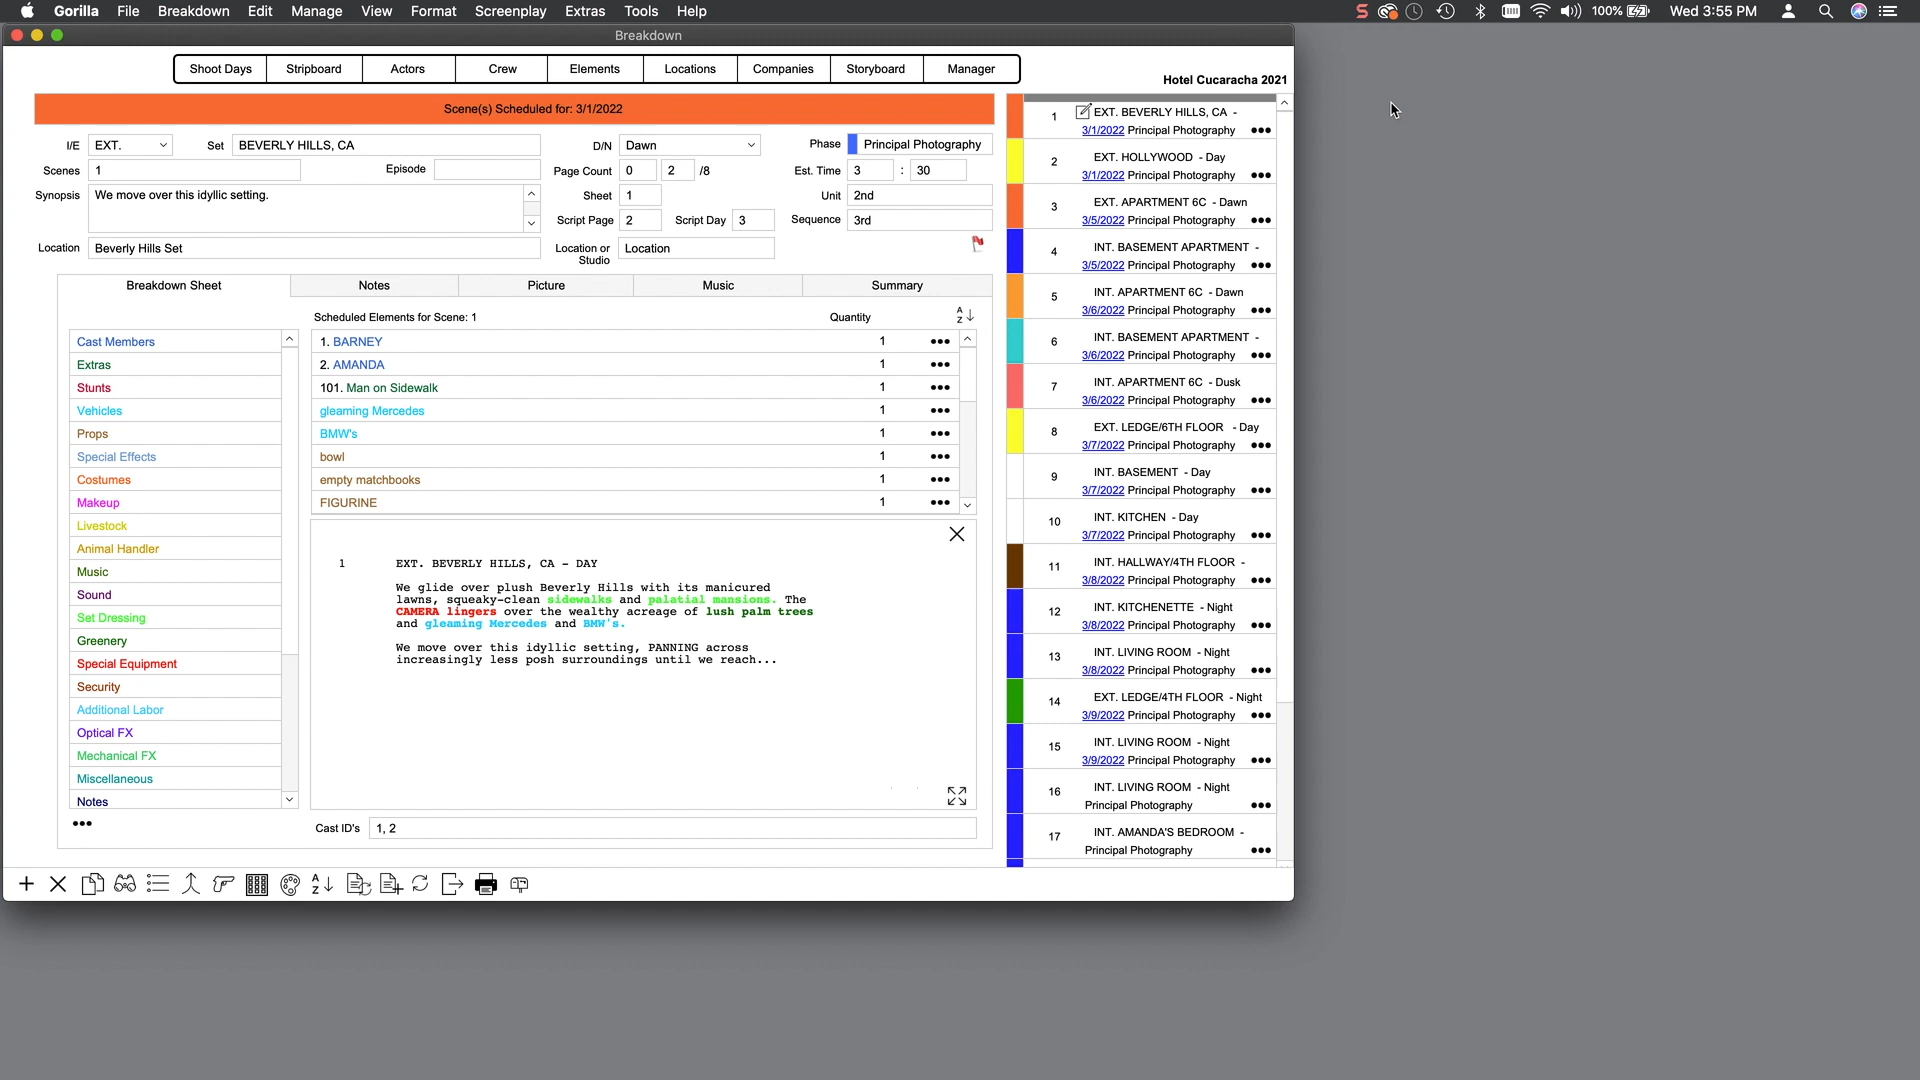 Gorilla File Breakdown Edit Manage View Format Screenplay Extras Tools Help 100% Wed 3:55 PM
Breakdown
Shoot Days Stripboard Actors Crew Elements Locations Companies Storyboard Manager
Hotel Cucaracha 2021
Scene(s) Scheduled for: 3/1/2022
I/E EXT. Set BEVERLY HILLS, CA D/N Dawn Phase Principal Photography
Scenes 1 Episode Page Count 0 2 /8 Est. Time 3 : 30
Synopsis We move over this idyllic setting. Sheet 1 Unit 2nd
Script Page 2 Script Day 3 Sequence 3rd
Location Beverly Hills Set Location or Studio Location
Breakdown Sheet Notes Picture Music Summary
Scheduled Elements for Scene: 1 Quantity
Cast Members
Extras
Stunts
Vehicles
Props
Special Effects
Costumes
Makeup
Livestock
Animal Handler
Music
Sound
Set Dressing
Greenery
Special Equipment
Security
Additional Labor
Optical FX
Mechanical FX
Miscellaneous
Notes
1. BARNEY 1
2. AMANDA 1
101. Man on Sidewalk 1
gleaming Mercedes 1
BMW's 1
bowl 1
empty matchbooks 1
FIGURINE 1
1 EXT. BEVERLY HILLS, CA - DAY
We glide over plush Beverly Hills with its manicured
lawns, squeaky-clean sidewalks and palatial mansions. The
CAMERA lingers over the wealthy acreage of lush palm trees
and gleaming Mercedes and BMW's.
We move over this idyllic setting, PANNING across
increasingly less posh surroundings until we reach...
Cast ID's 1, 2
1 EXT. BEVERLY HILLS, CA -
3/1/2022 Principal Photography
2 EXT. HOLLYWOOD - Day
3/1/2022 Principal Photography
3 EXT. APARTMENT 6C - Dawn
3/5/2022 Principal Photography
4 INT. BASEMENT APARTMENT -
3/5/2022 Principal Photography
5 INT. APARTMENT 6C - Dawn
3/6/2022 Principal Photography
6 INT. BASEMENT APARTMENT -
3/6/2022 Principal Photography
7 INT. APARTMENT 6C - Dusk
3/6/2022 Principal Photography
8 EXT. LEDGE/6TH FLOOR - Day
3/7/2022 Principal Photography
9 INT. BASEMENT - Day
3/7/2022 Principal Photography
10 INT. KITCHEN - Day
3/7/2022 Principal Photography
11 INT. HALLWAY/4TH FLOOR -
3/8/2022 Principal Photography
12 INT. KITCHENETTE - Night
3/8/2022 Principal Photography
13 INT. LIVING ROOM - Night
3/8/2022 Principal Photography
14 EXT. LEDGE/4TH FLOOR - Night
3/9/2022 Principal Photography
15 INT. LIVING ROOM - Night
3/9/2022 Principal Photography
16 INT. LIVING ROOM - Night
Principal Photography
17 INT. AMANDA'S BEDROOM -
Principal Photography